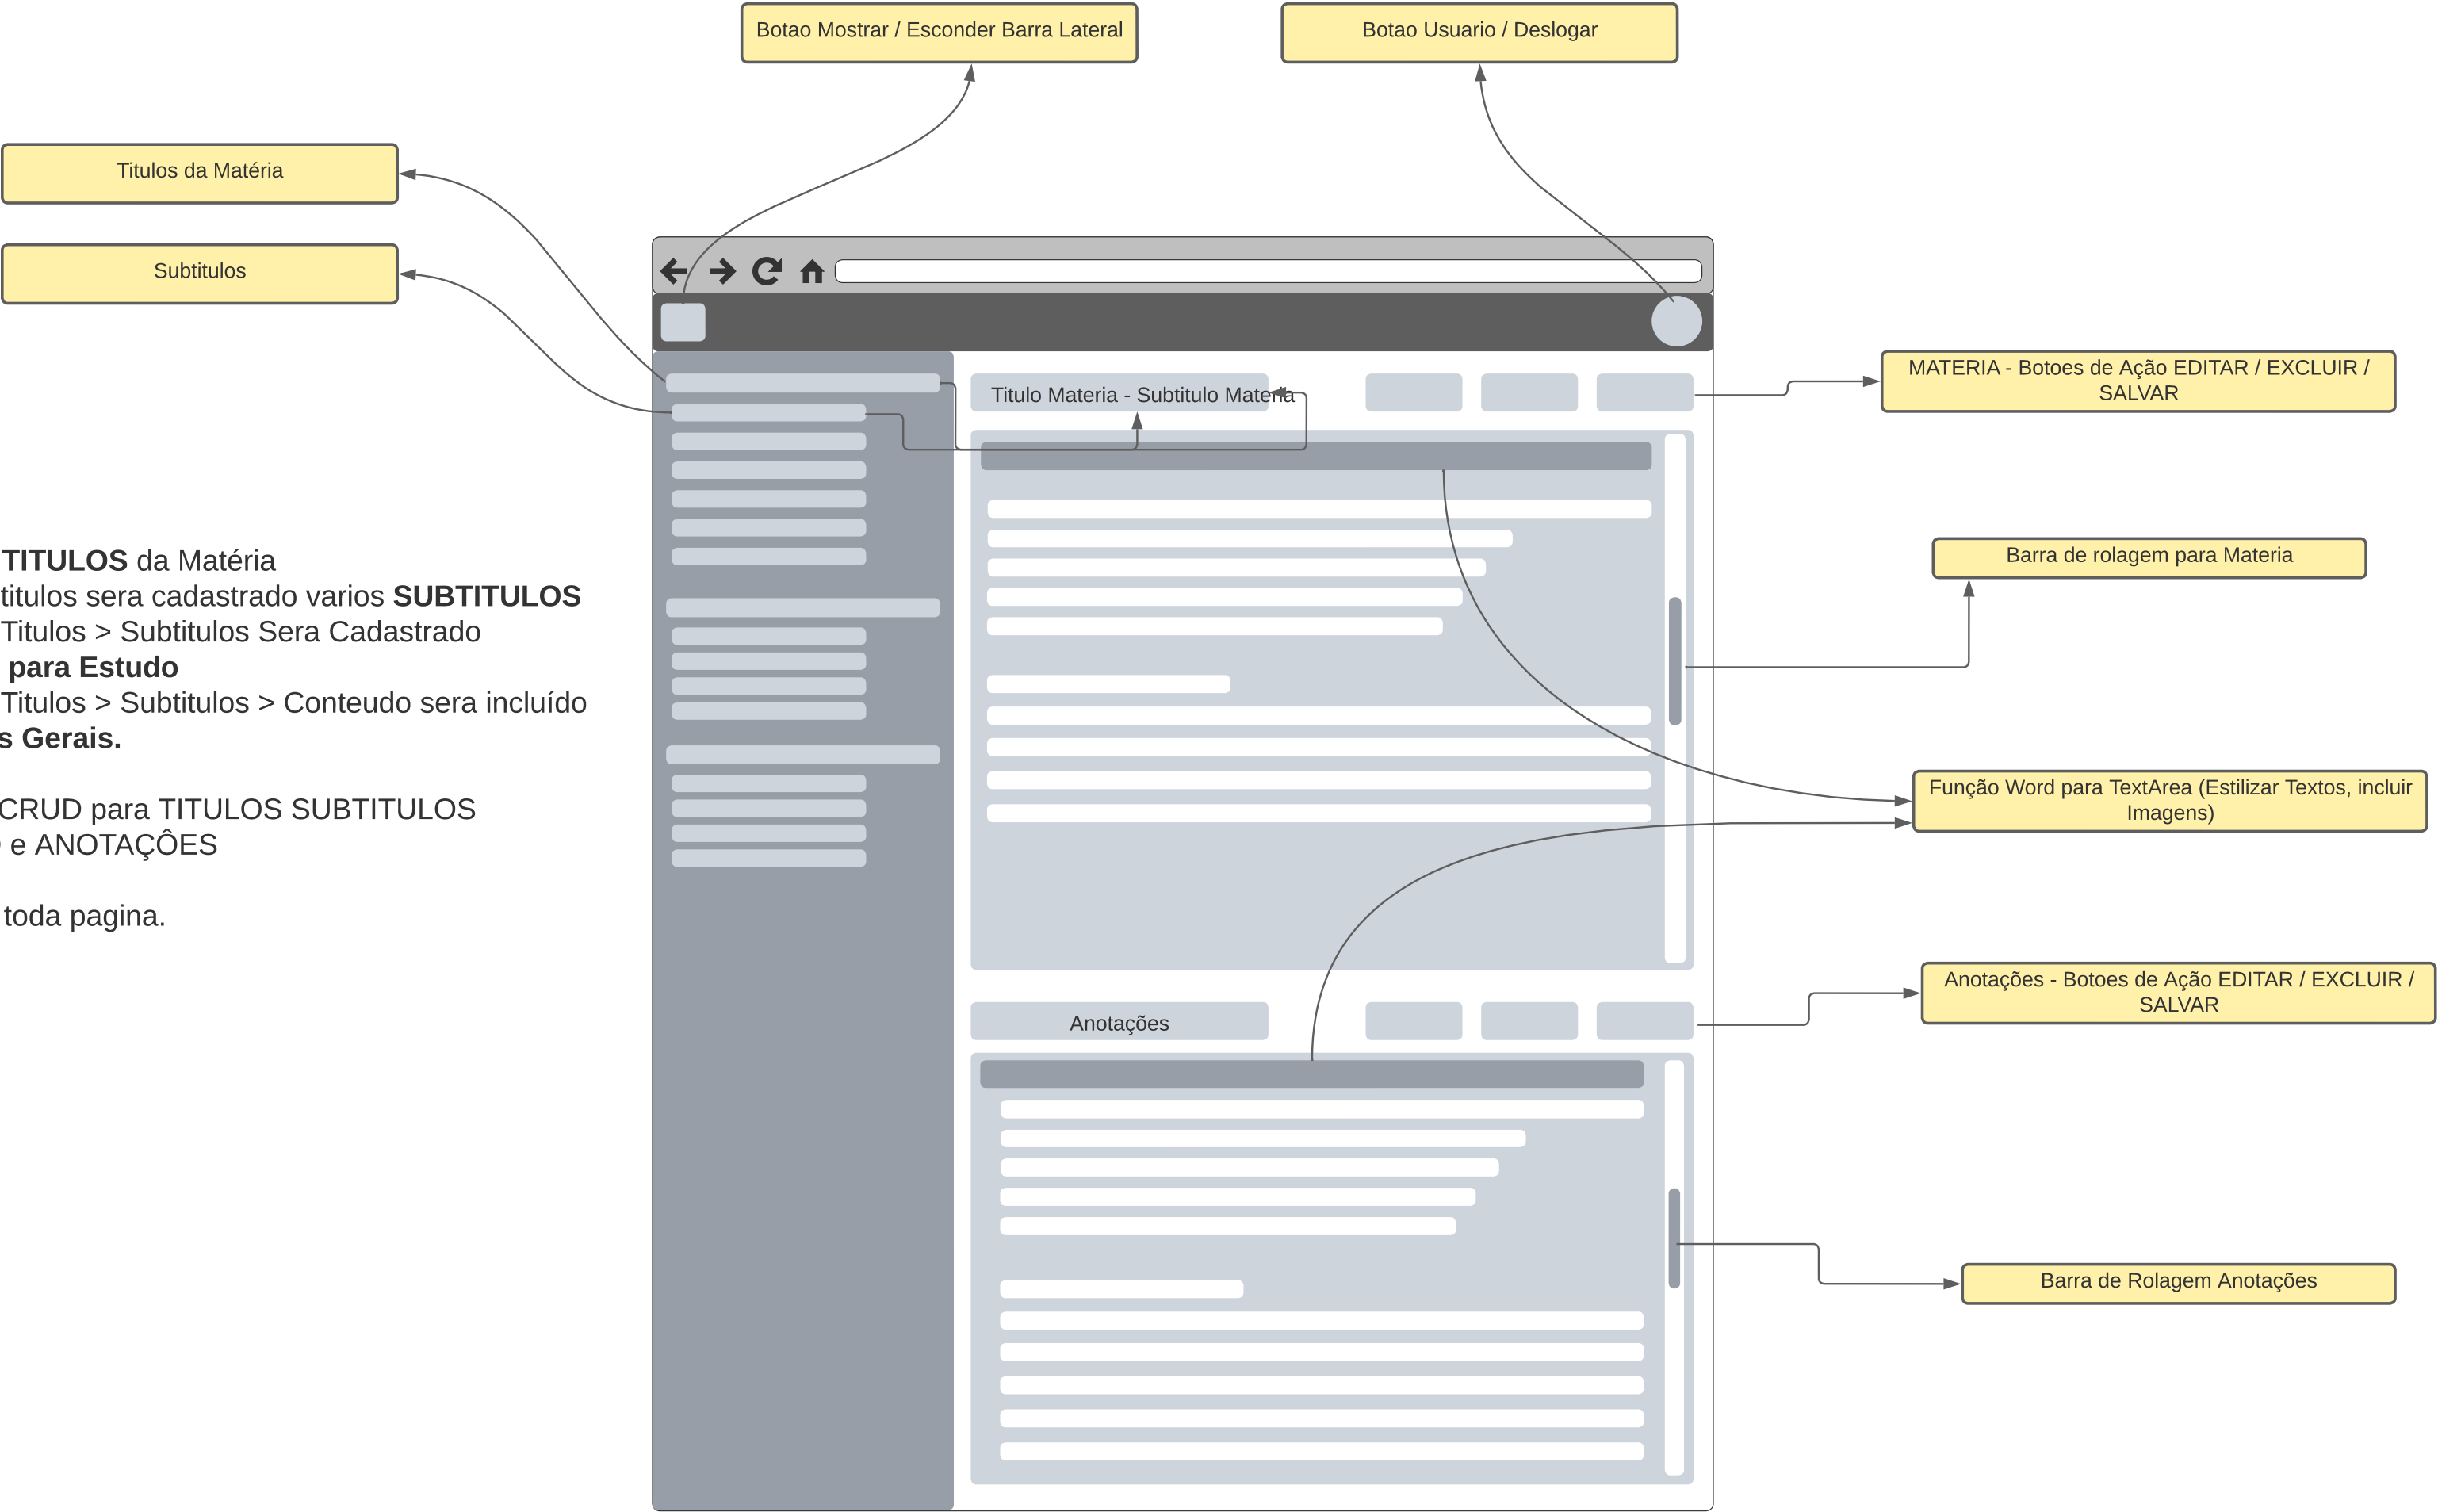 Botao Mostrar / Esconder Barra Lateral
Botao Usuario / Deslogar
Titulos da Matéria
Subtitulos
MATERIA - Botoes de Ação EDITAR / EXCLUIR /
SALVAR
Titulo Materia - Subtitulo Materia
TITULOS da Matéria
titulos sera cadastrado varios SUBTITULOS
Titulos > Subtitulos Sera Cadastrado
para Estudo
Titulos > Subtitulos > Conteudo sera incluído
s Gerais.
CRUD para TITULOS SUBTITULOS
e ANOTAÇÔES
toda pagina.
Barra de rolagem para Materia
Função Word para TextArea (Estilizar Textos, incluir
Imagens)
Anotações - Botoes de Ação EDITAR / EXCLUIR /
SALVAR
Anotações
Barra de Rolagem Anotações